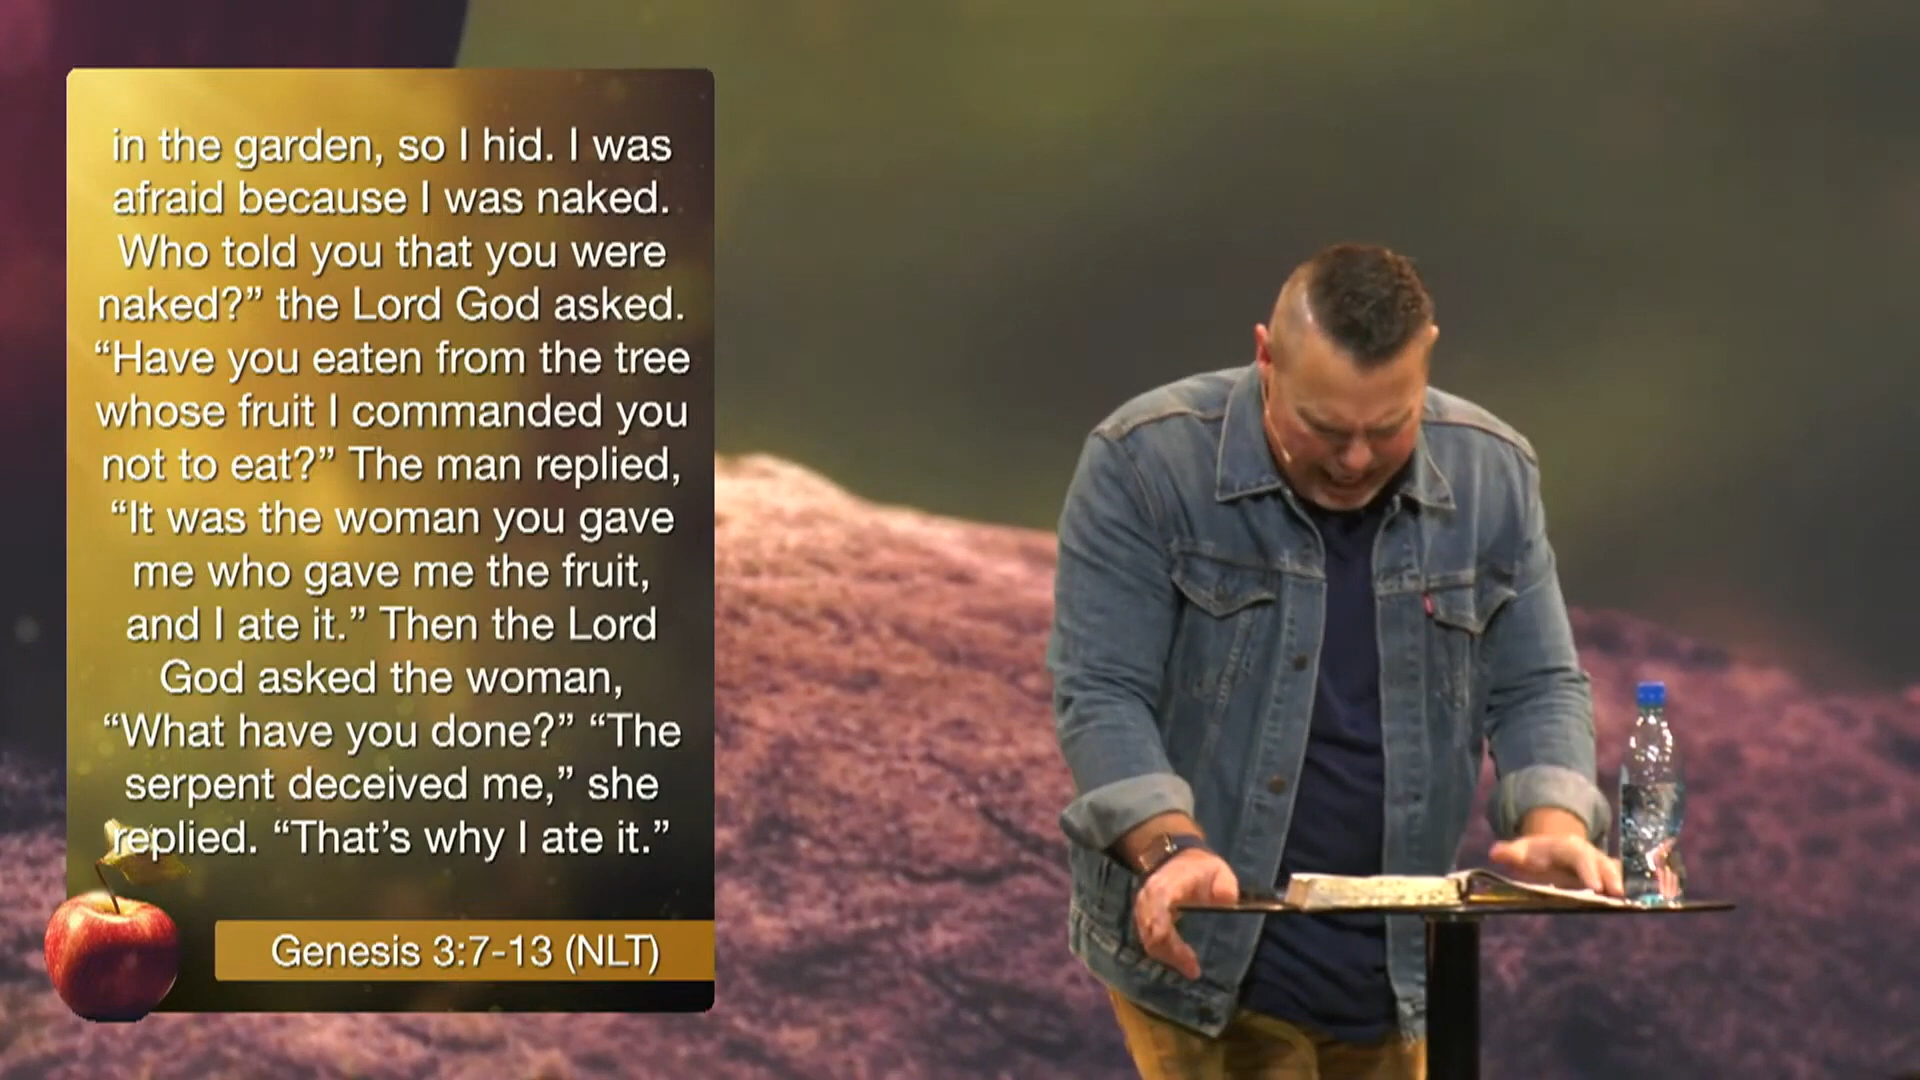 in the garden, so I hid. I was
afraid because I was naked.
Who told you that you were
naked?” the Lord God asked.
“Have you eaten from the tree
whose fruit I commanded you
not to eat?” The man replied,
“It was the woman you gave
me who gave me the fruit,
and I ate it.” Then the Lord
God asked the woman,
“What have you done?” “The
serpent deceived me,” she
replied. “That’s why I ate it.”
Genesis 3:7-13 (NLT)